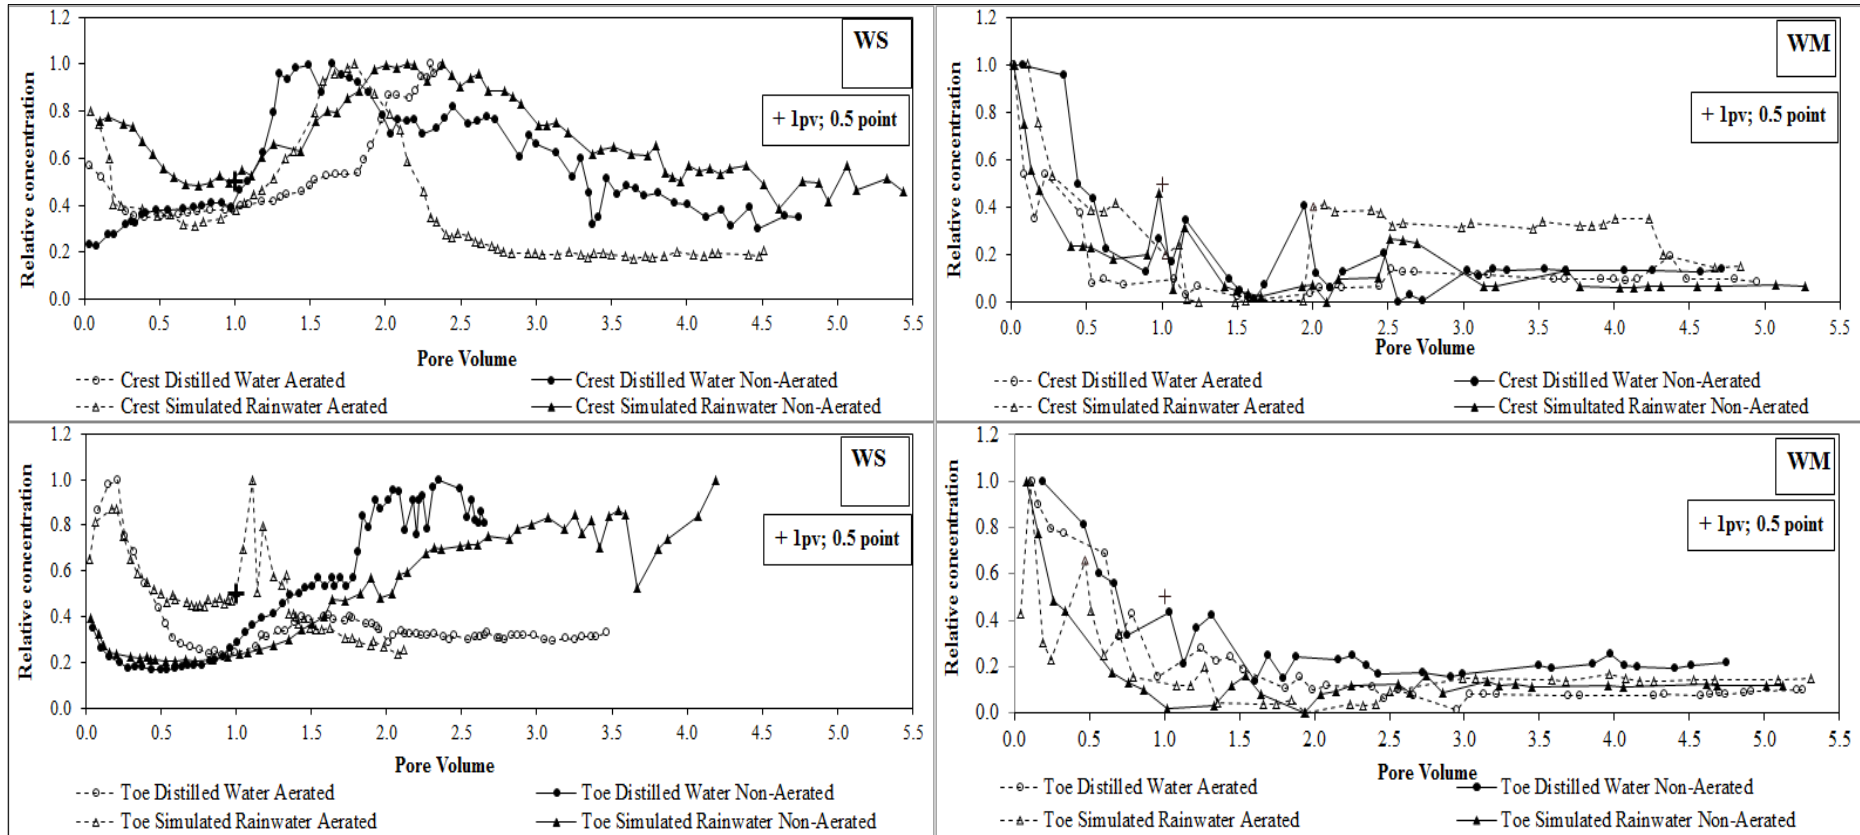 WS
+ 1pv; 0.5 point
Relative concentration
1.2
1.0
0.8
0.6
0.4
0.2
0.0
0.0 0.5 1.0 1.5 2.0 2.5 3.0 3.5 4.0 4.5 5.0 5.5
Pore Volume
Crest Distilled Water Aerated
Crest Distilled Water Non-Aerated
Crest Simulated Rainwater Aerated
Crest Simulated Rainwater Non-Aerated
WM
+ 1pv; 0.5 point
Relative concentration
1.2
1.0
0.8
0.6
0.4
0.2
0.0
0.0 0.5 1.0 1.5 2.0 2.5 3.0 3.5 4.0 4.5 5.0 5.5
Pore Volume
Crest Distilled Water Aerated
Crest Distilled Water Non-Aerated
Crest Simulated Rainwater Aerated
Crest Simultated Rainwater Non-Aerated
WS
+ 1pv; 0.5 point
Relative concentration
1.2
1.0
0.8
0.6
0.4
0.2
0.0
0.0 0.5 1.0 1.5 2.0 2.5 3.0 3.5 4.0 4.5 5.0 5.5
Pore Volume
Toe Distilled Water Aerated
Toe Distilled Water Non-Aerated
Toe Simulated Rainwater Aerated
Toe Simulated Rainwater Non-Aerated
WM
+ 1pv; 0.5 point
Relative concentration
1.2
1.0
0.8
0.6
0.4
0.2
0.0
0.0 0.5 1.0 1.5 2.0 2.5 3.0 3.5 4.0 4.5 5.0 5.5
Pore Volume
Toe Distilled Water Aerated
Toe Distilled Water Non-Aerated
Toe Simulated Rainwater Aerated
Toe Simulated Rainwater Non-Aerated